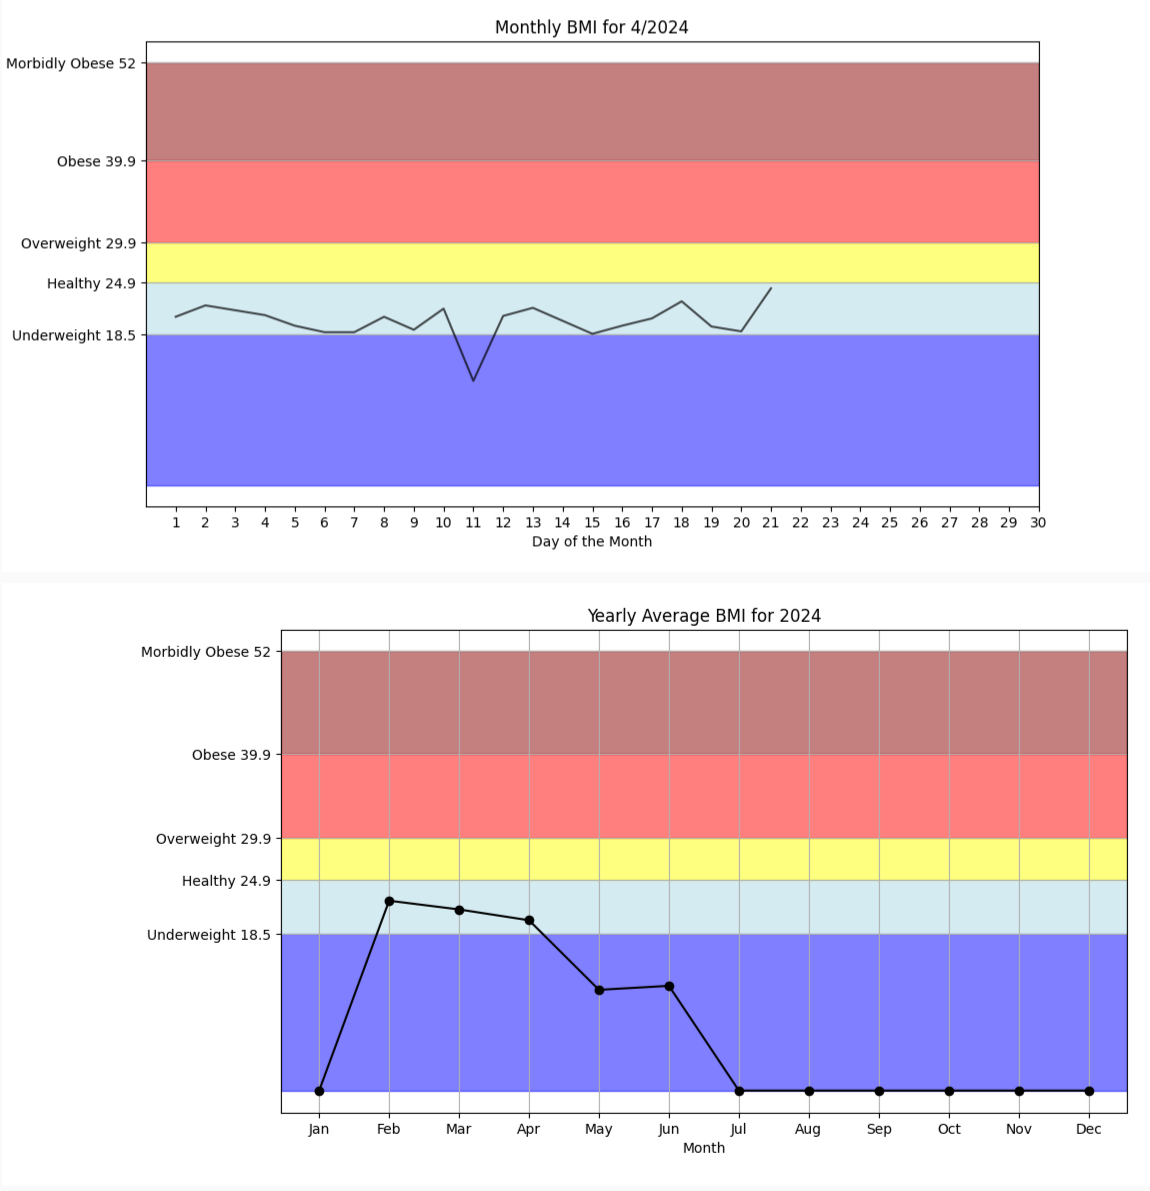 Monthly BMI for 4/2024
Morbidly Obese 52
Obese 39.9
Overweight 29.9
Healthy 24.9
Underweight 18.5
1 2 3 4 5 6 7 8 9 10 11 12 13 14 15 16 17 18 19 20 21 22 23 24 25 26 27 28 29 30
Day of the Month
Yearly Average BMI for 2024
Morbidly Obese 52
Obese 39.9
Overweight 29.9
Healthy 24.9
Underweight 18.5
Jan Feb Mar Apr May Jun Jul Aug Sep Oct Nov Dec
Month